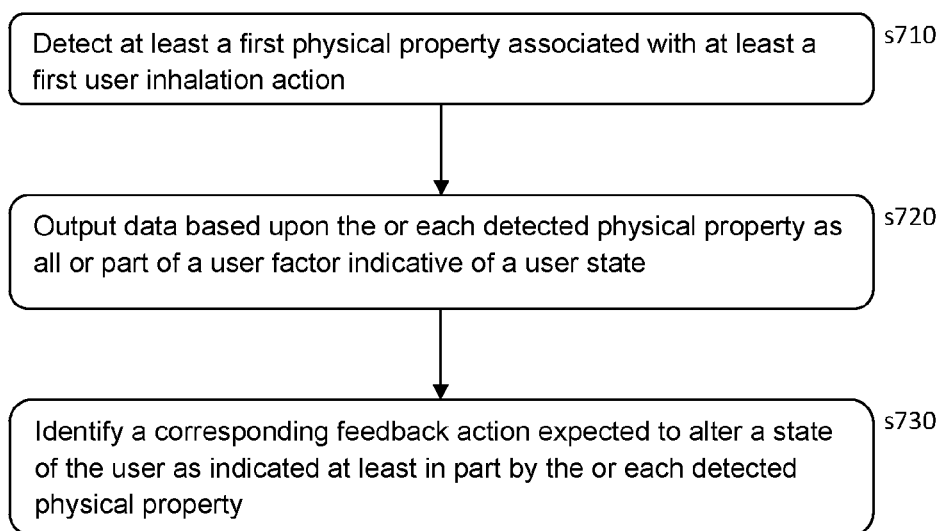 Detect at least a first physical property associated with at least a
first user inhalation action
s710
Output data based upon the or each detected physical property as
all or part of a user factor indicative of a user state
s720
Identify a corresponding feedback action expected to alter a state
of the user as indicated at least in part by the or each detected
physical property
s730